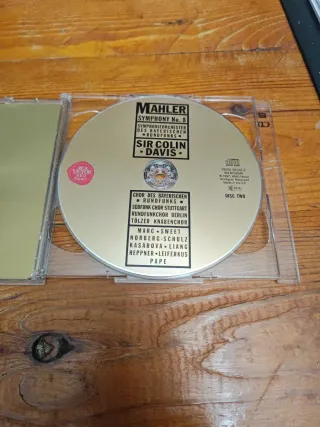 MAHLER
SYMPHONY No. 8
SYMPHONIEORCHESTER
DES BAYERISCHEN
RUNDFUNKS
SIR COLIN
DAVIS
DISC TWO
CHOR DES BAYERISCHEN
RUNDFUNKS
SÜDFUNK CHOR STUTTGART
RUNDFUNKCHOR BERLIN
TÖLZER KNABENCHOR
MARC • SWEET
NORBERG-SCHULZ
KASAROVA • LIANG
HEPPNER • LEIFERKUS
PAPE